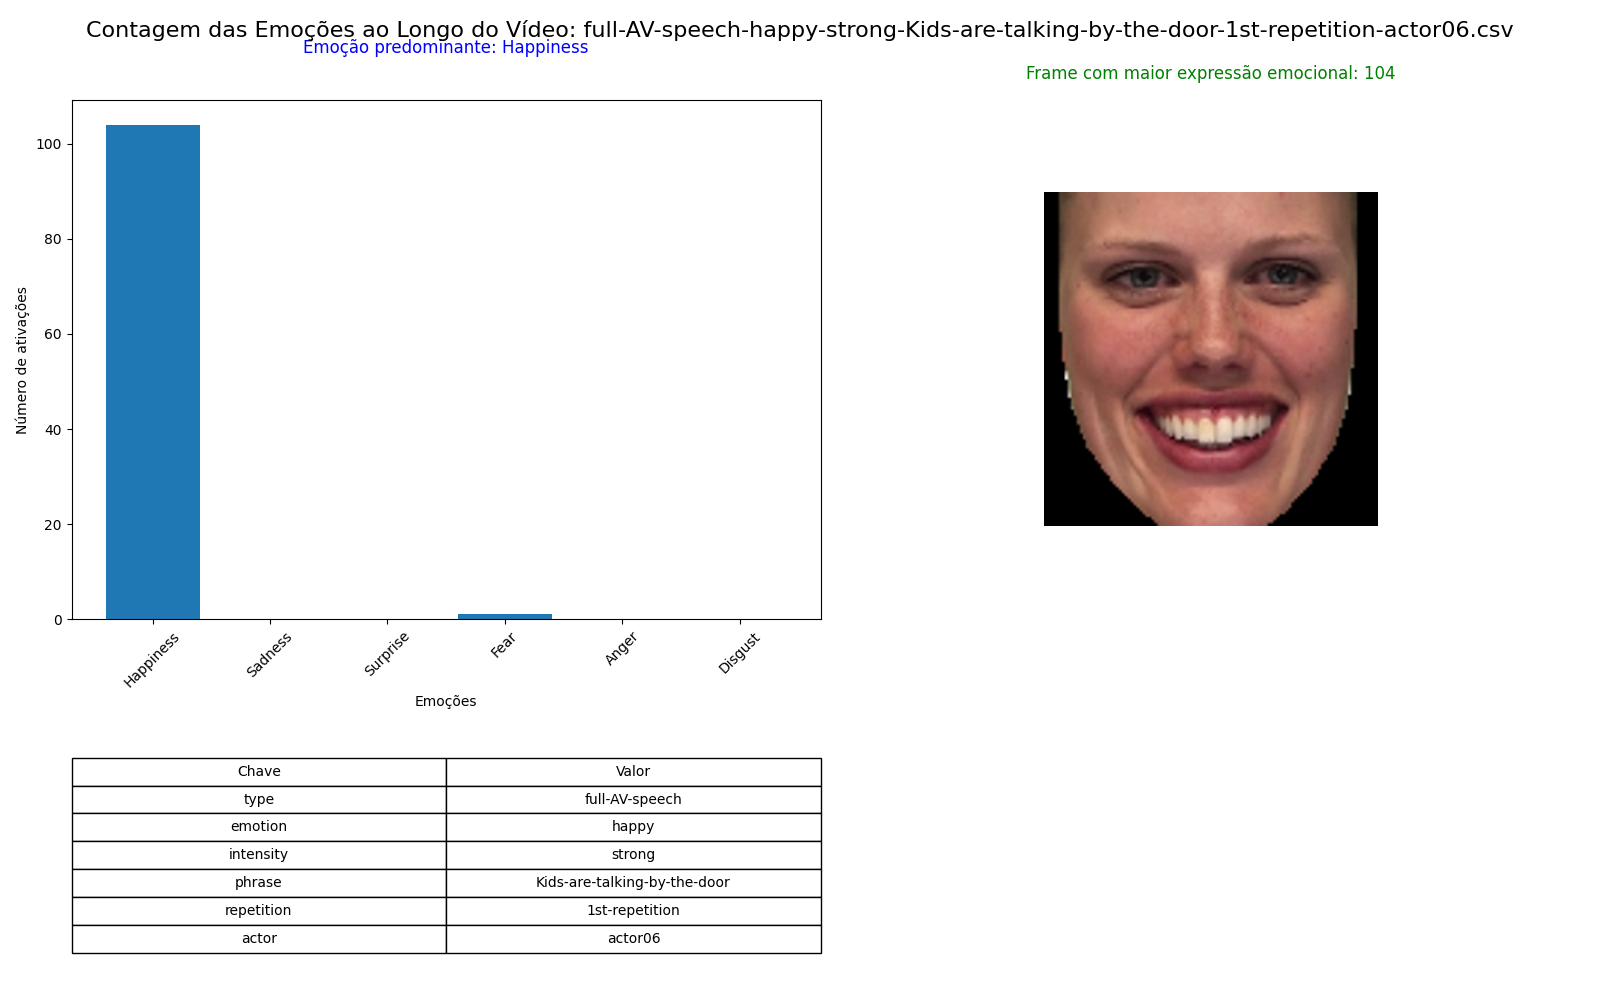 Contagem das Emoções ao Longo do Vídeo: full-AV-speech-happy-strong-Kids-are-talking-by-the-door-1st-repetition-actor06.csv
Emoção predominante: Happiness
Frame com maior expressão emocional: 104
Número de ativações
100
80
60
40
20
0
Happiness
Sadness
Surprise
Fear
Anger
Disgust
Emoções
Chave Valor
type full-AV-speech
emotion happy
intensity strong
phrase Kids-are-talking-by-the-door
repetition 1st-repetition
actor actor06